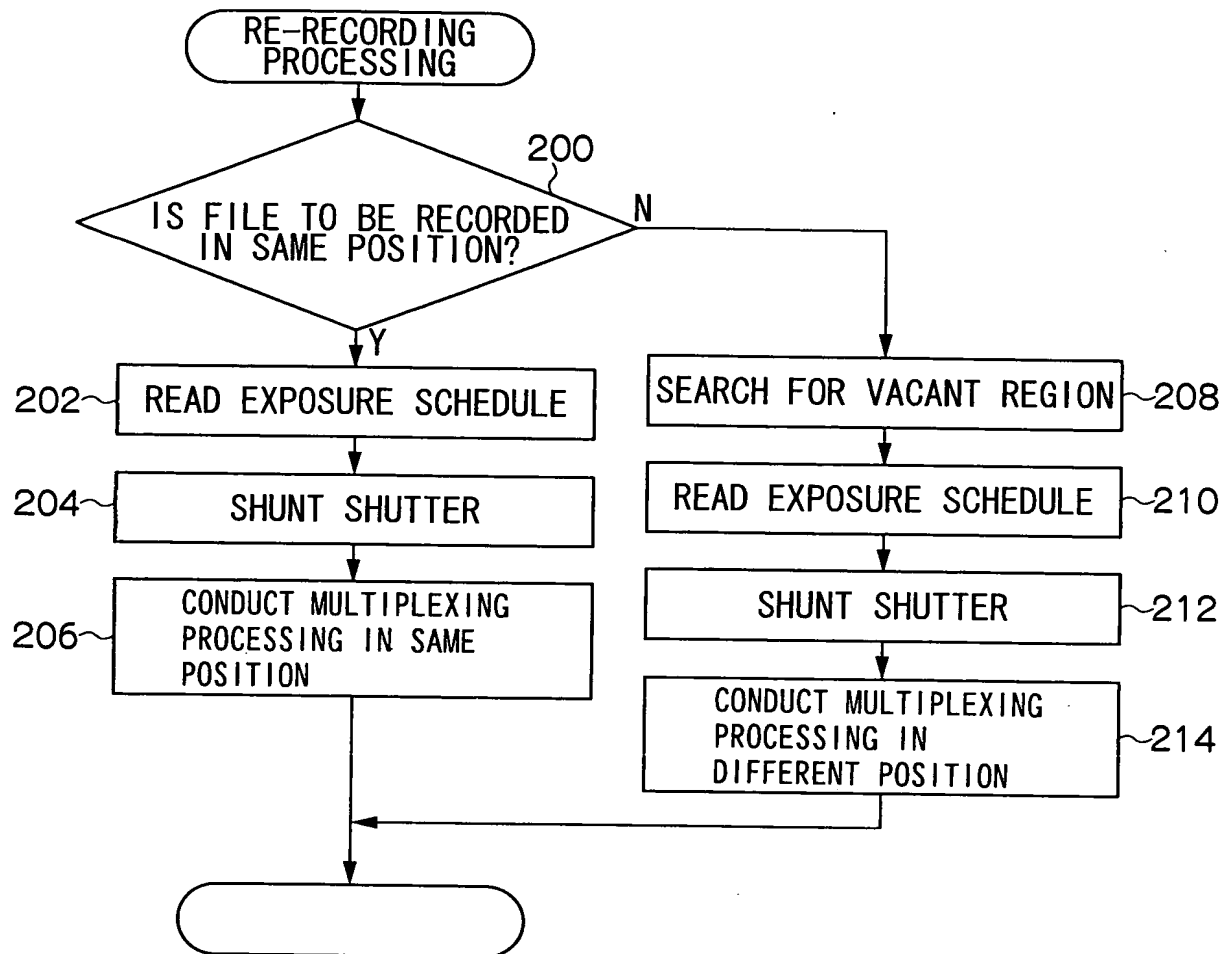 RE-RECORDING
PROCESSING
200
IS FILE TO BE RECORDED
IN SAME POSITION?
N
Y
202
READ EXPOSURE SCHEDULE
204
SHUNT SHUTTER
206
CONDUCT MULTIPLEXING
PROCESSING IN SAME
POSITION
SEARCH FOR VACANT REGION
208
READ EXPOSURE SCHEDULE
210
SHUNT SHUTTER
212
CONDUCT MULTIPLEXING
PROCESSING IN
DIFFERENT POSITION
214